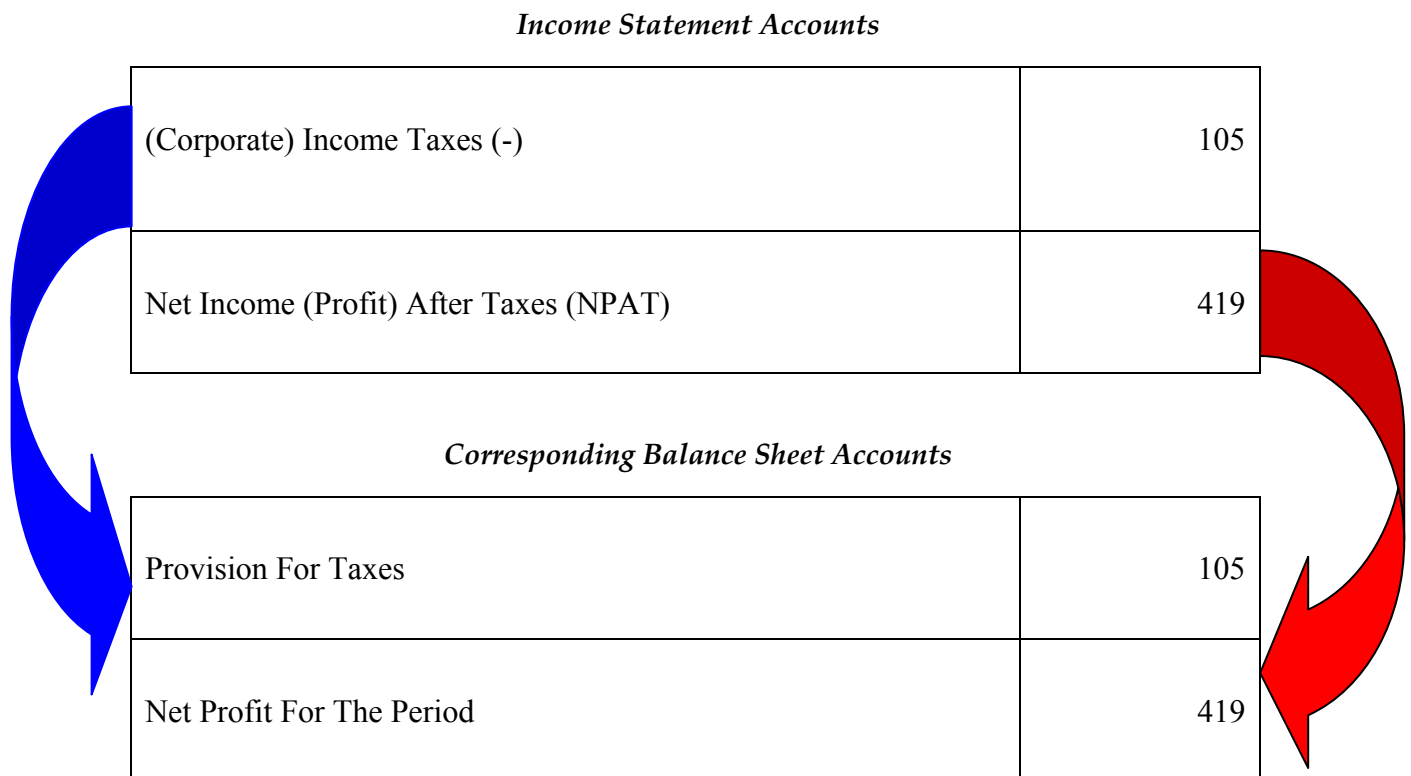 Income Statement Accounts
(Corporate) Income Taxes (-) 105
Net Income (Profit) After Taxes (NPAT) 419
Corresponding Balance Sheet Accounts
Provision For Taxes 105
Net Profit For The Period 419